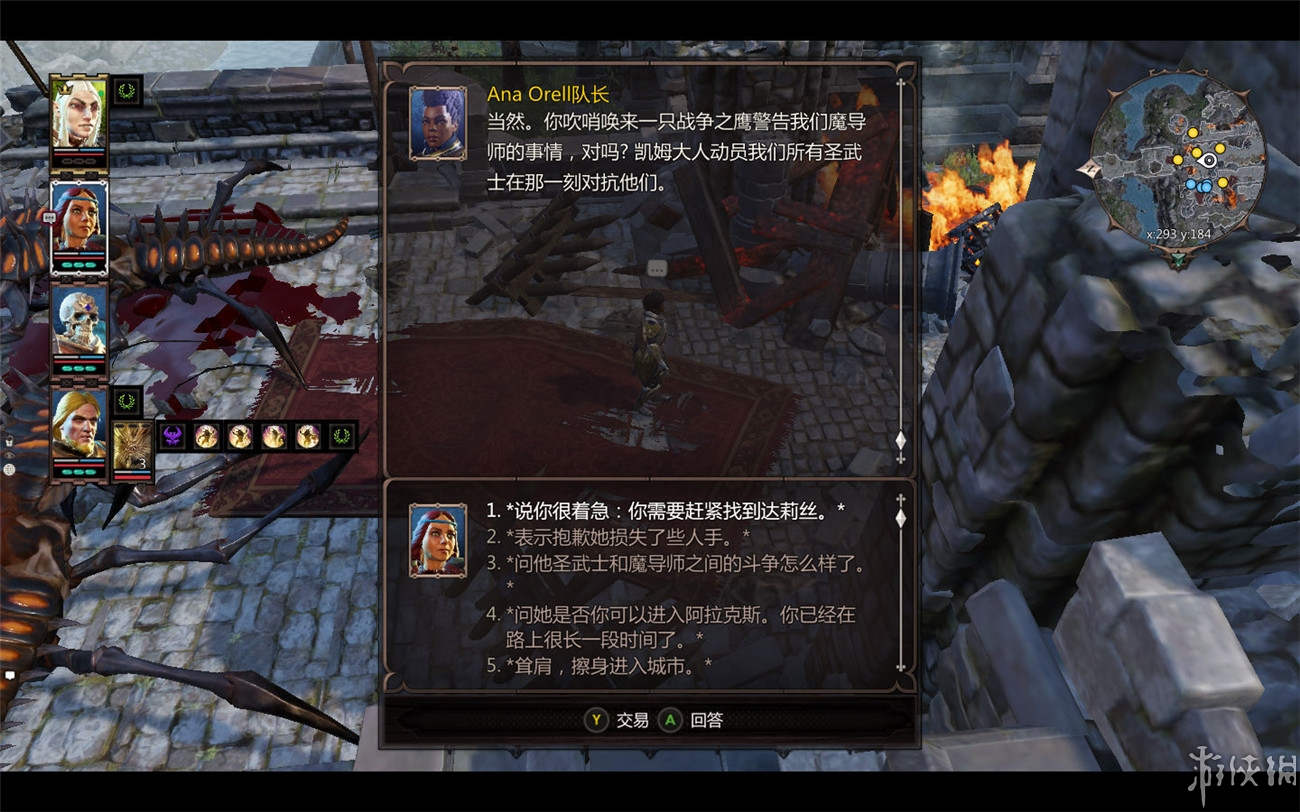 Ana Orell队长
当然。你吹哨唤来一只战争之鹰警告我们魔导
师的事情，对吗? 凯姆大人动员我们所有圣武
士在那一刻对抗他们。
x:293 y:184
3
1. *说你很着急：你需要赶紧找到达莉丝。*
2. *表示抱歉她损失了些人手。*
3. *问他圣武士和魔导师之间的斗争怎么样了。
*
4. *问她是否你可以进入阿拉克斯。你已经在
路上很长一段时间了。*
5. *耸肩，擦身进入城市。*
Y 交易 A 回答
游侠网